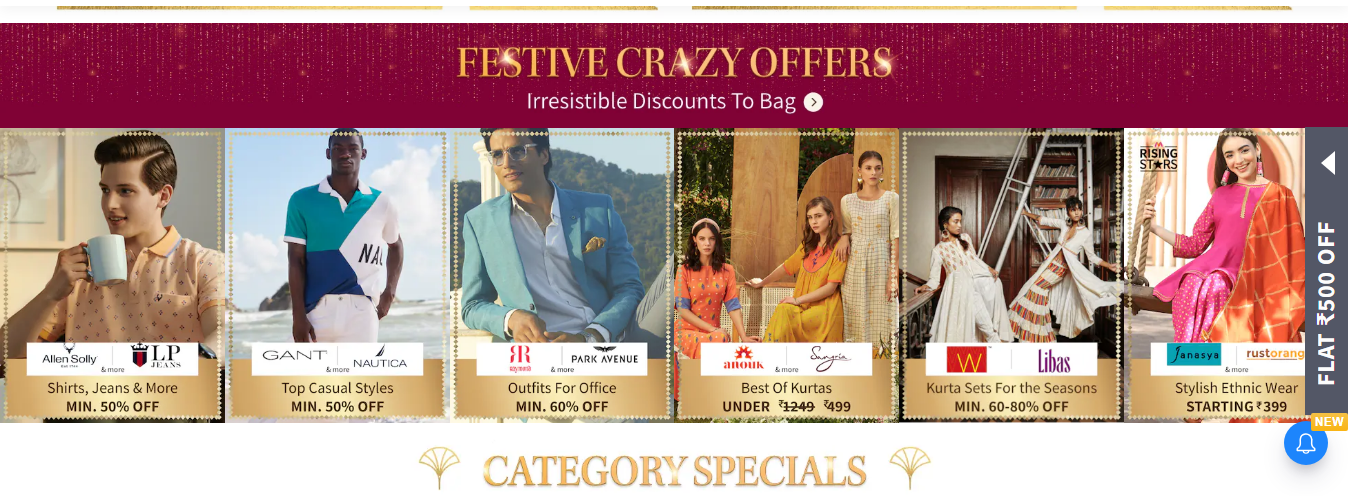 FESTIVE CRAZY OFFERS
Irresistible Discounts To Bag
Allen Solly
LP
JEANS
& more
Shirts, Jeans & More
MIN. 50% OFF
NAU
GANT
NAUTICA
& more
Top Casual Styles
MIN. 50% OFF
PARK AVENUE
& more
Outfits For Office
MIN. 60% OFF
anouk
Sangria
& more
Best Of Kurtas
UNDER ₹1249 ₹499
W
Libas
Kurta Sets For the Seasons
MIN. 60-80% OFF
RISING
STARS
Janasya
rustorang
& more
Stylish Ethnic Wear
STARTING ₹399
FLAT ₹500 OFF
NEW
CATEGORY SPECIALS